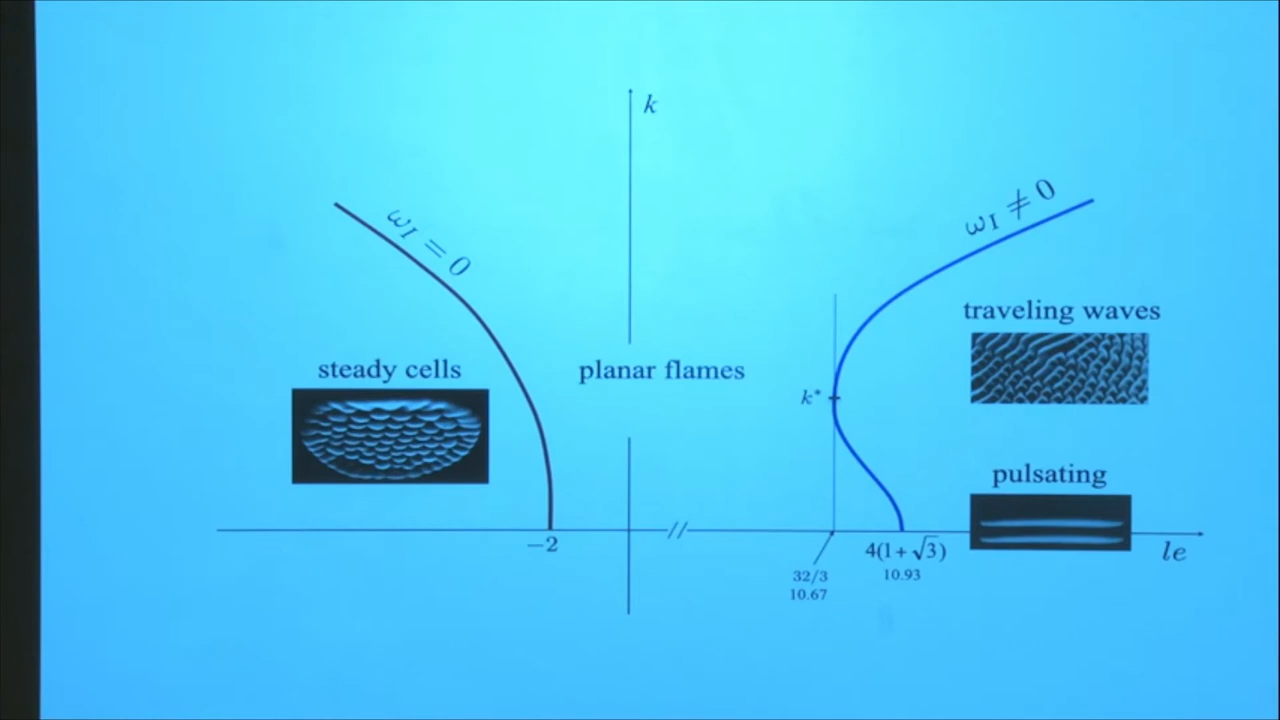 k
ω_I = 0
ω_I ≠ 0
traveling waves
steady cells
planar flames
k*
pulsating
−2
//
4(1+√3)
le
32/3
10.93
10.67